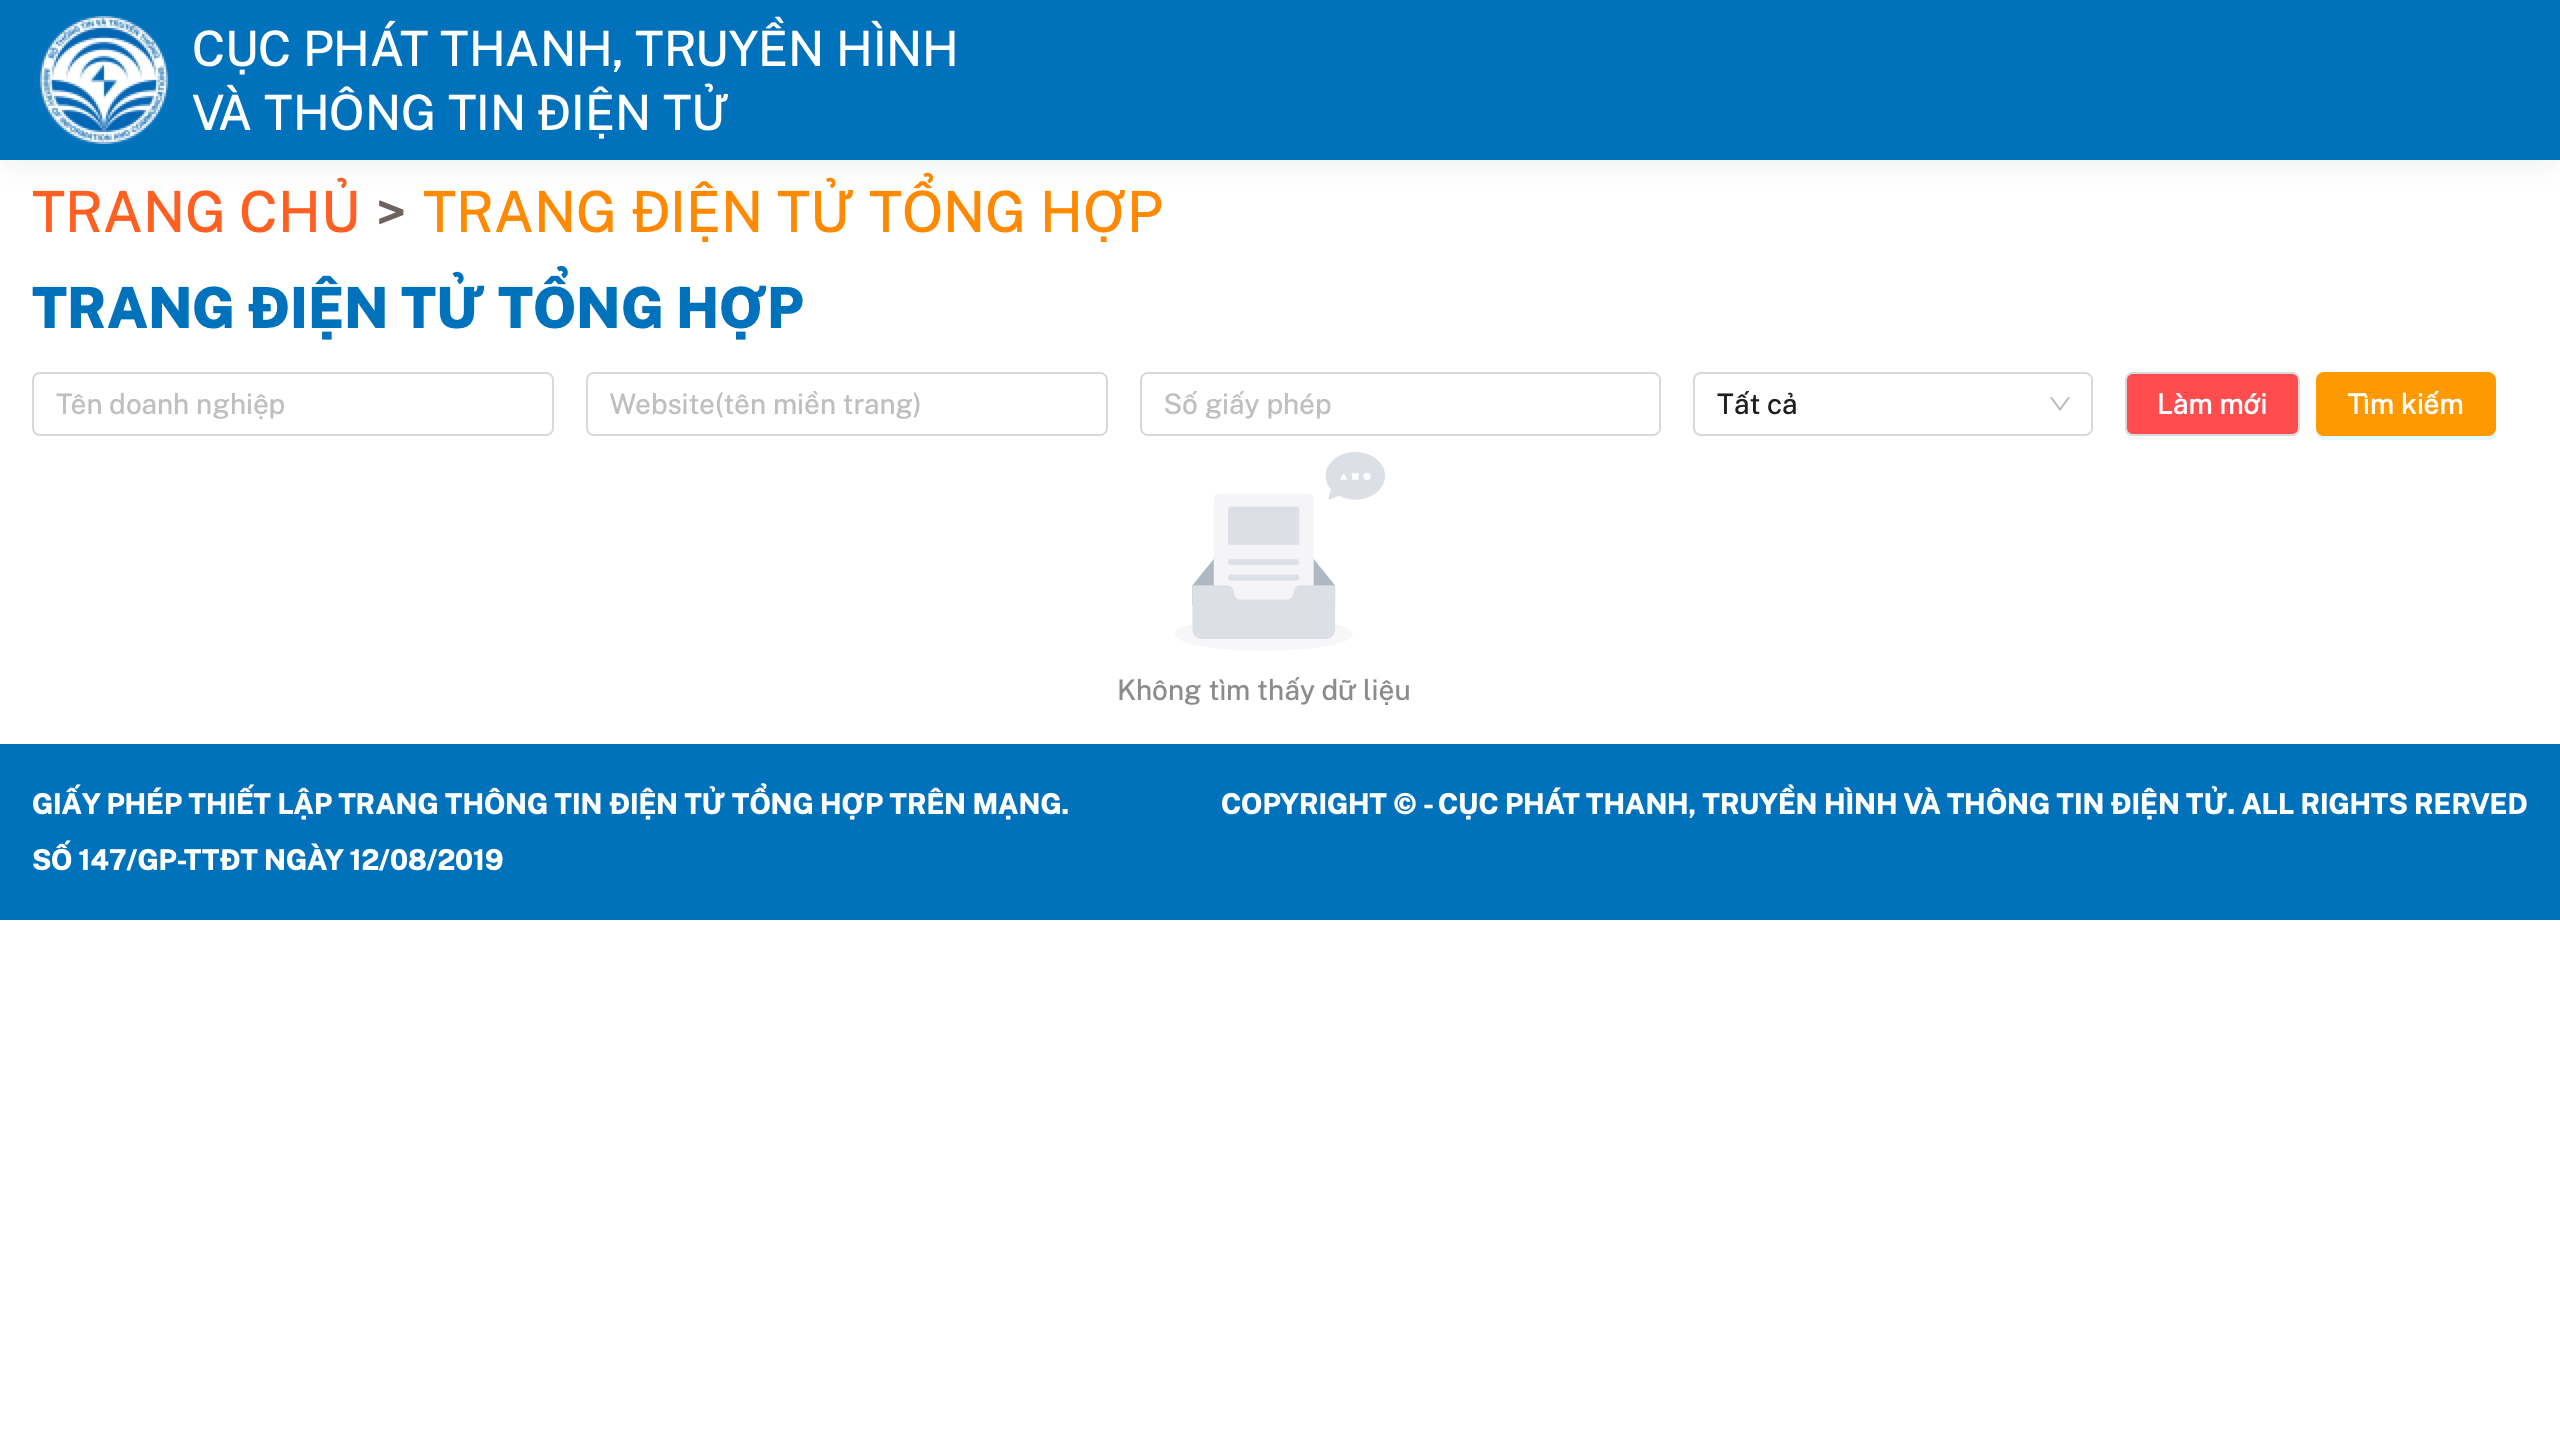 CỤC PHÁT THANH, TRUYỀN HÌNH
VÀ THÔNG TIN ĐIỆN TỬ
TRANG CHỦ > TRANG ĐIỆN TỬ TỔNG HỢP
TRANG ĐIỆN TỬ TỔNG HỢP
Tên doanh nghiệp
Website(tên miền trang)
Số giấy phép
Tất cả
Làm mới
Tìm kiếm
Không tìm thấy dữ liệu
GIẤY PHÉP THIẾT LẬP TRANG THÔNG TIN ĐIỆN TỬ TỔNG HỢP TRÊN MẠNG.
SỐ 147/GP-TTĐT NGÀY 12/08/2019
COPYRIGHT © - CỤC PHÁT THANH, TRUYỀN HÌNH VÀ THÔNG TIN ĐIỆN TỬ. ALL RIGHTS RERVED